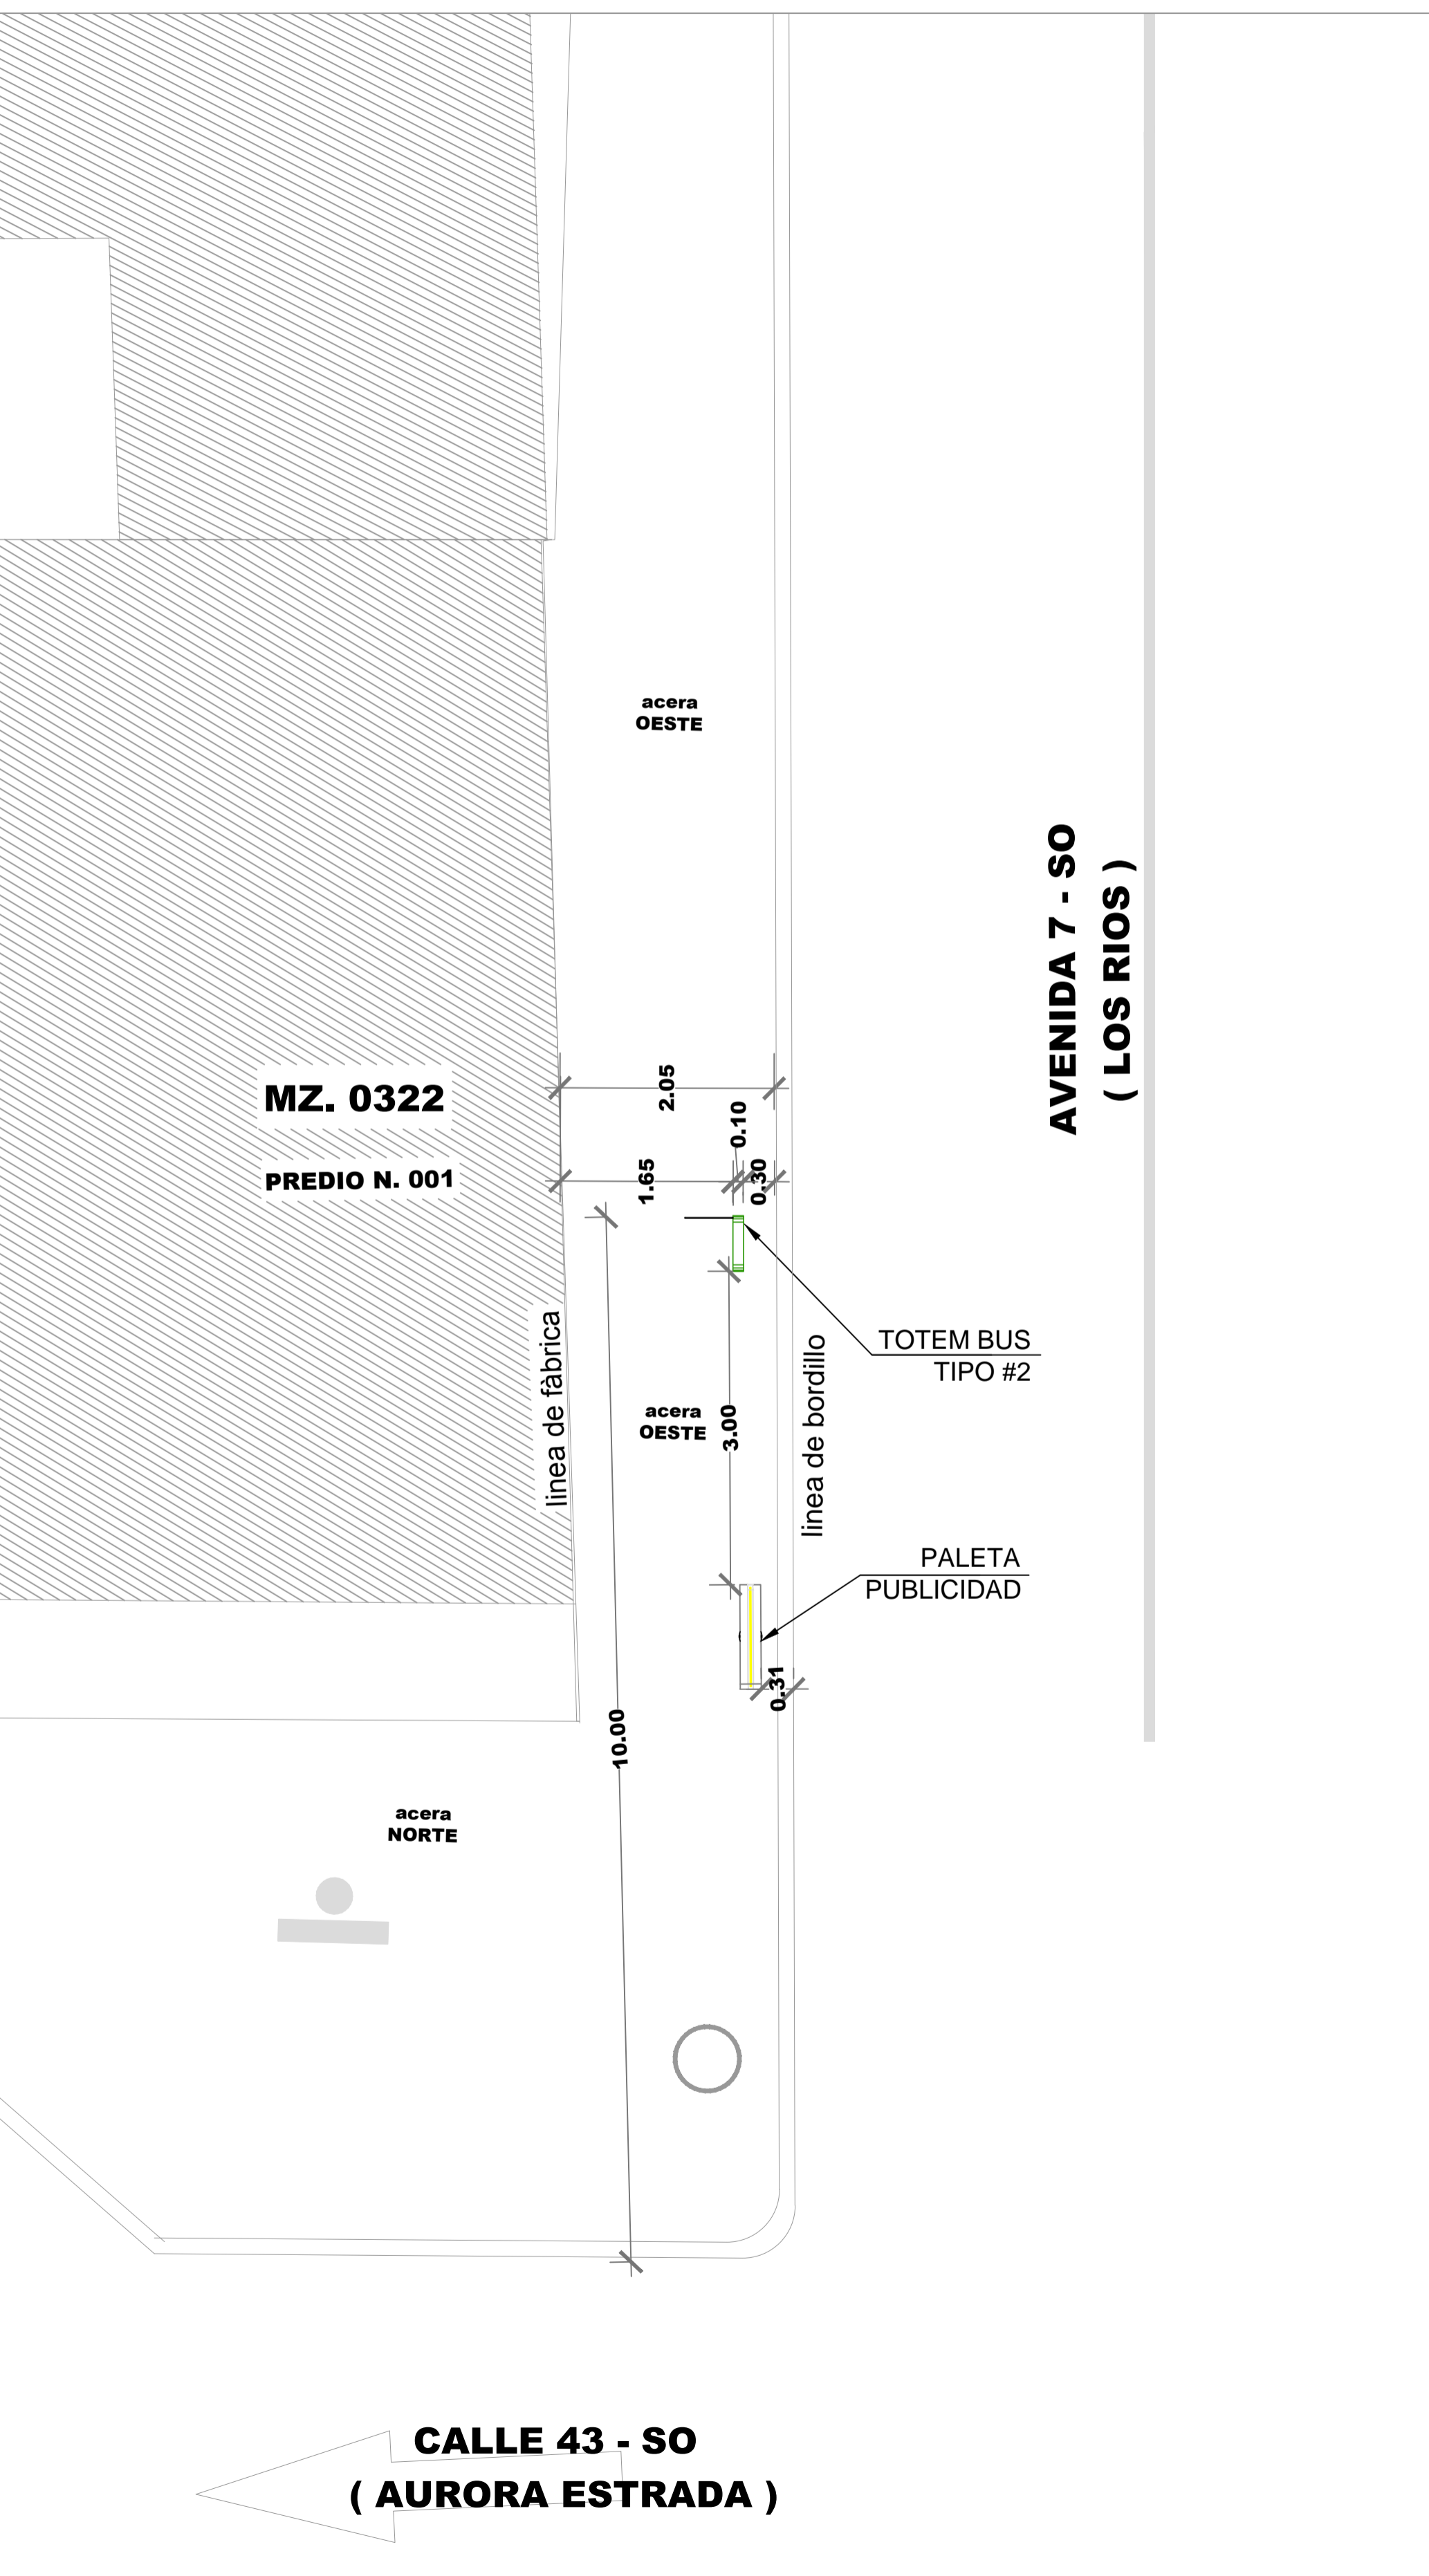 acera
OESTE
AVENIDA 7 - SO
( LOS RIOS )
MZ. 0322
2.05
0.10
PREDIO N. 001
1.65
0.30
linea de fàbrica
TOTEM BUS
TIPO #2
linea de bordillo
acera
OESTE
3.00
PALETA
PUBLICIDAD
0.31
10.00
acera
NORTE
CALLE 43 - SO
( AURORA ESTRADA )